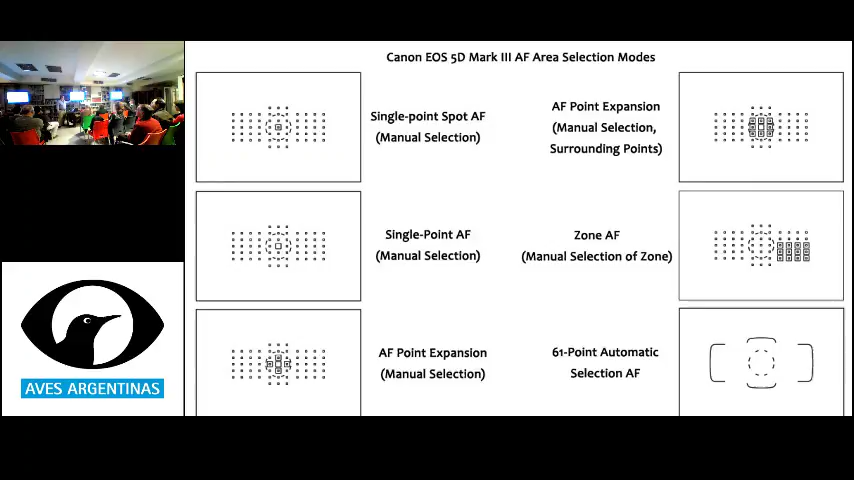 Canon EOS 5D Mark III AF Area Selection Modes
Single-point Spot AF
(Manual Selection)
AF Point Expansion
(Manual Selection,
Surrounding Points)
Single-Point AF
(Manual Selection)
Zone AF
(Manual Selection of Zone)
AF Point Expansion
(Manual Selection)
61-Point Automatic
Selection AF
AVES ARGENTINAS